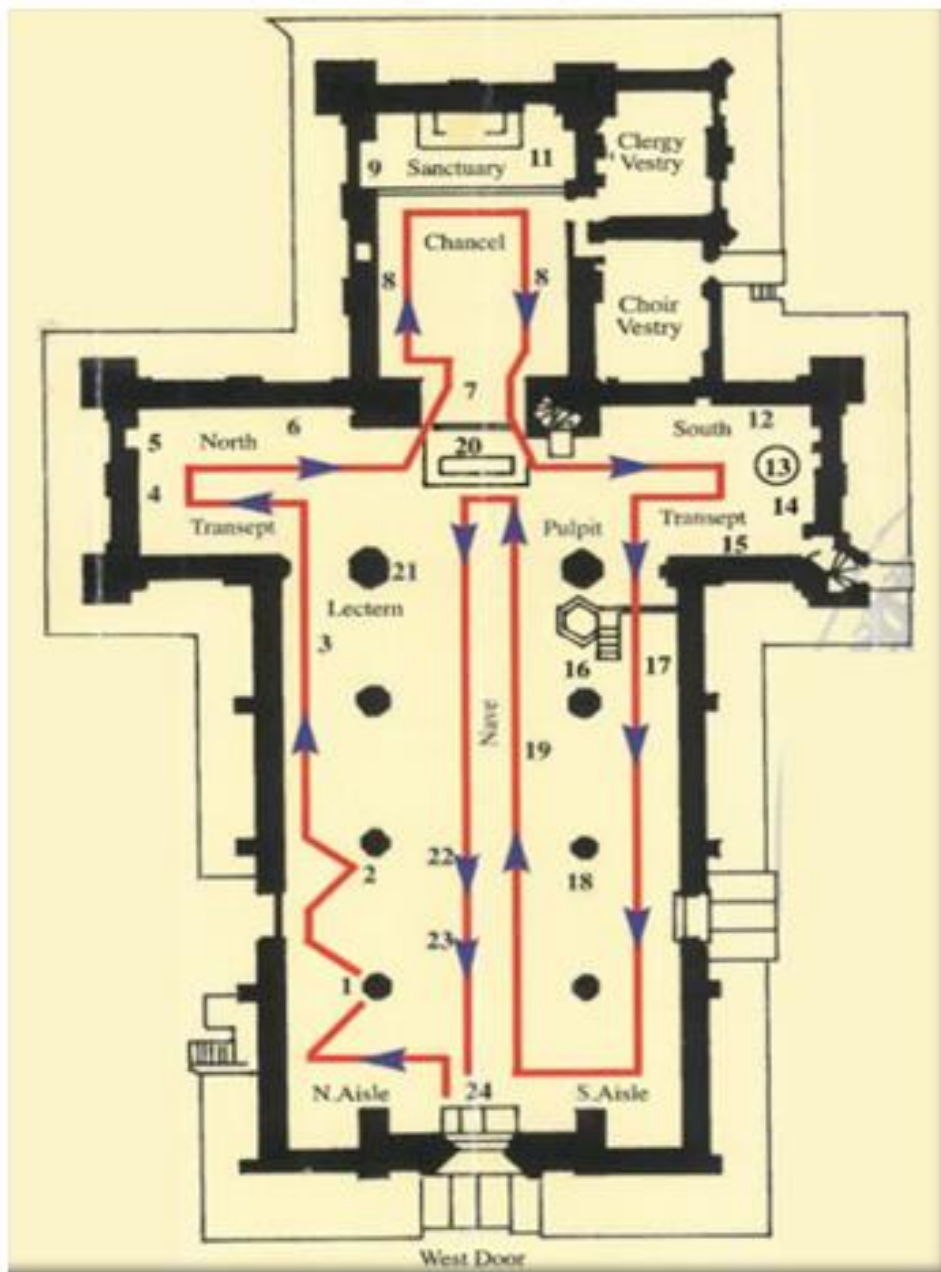 Clergy
Vestry
9
Sanctuary
11
Chancel
8
8
Choir
Vestry
7
5
North
6
South
12
4
20
13
Transept
Pulpit
Transept
14
15
21
Lectern
3
16
17
Nave
19
22
2
18
23
1
24
N. Aisle
S. Aisle
West Door